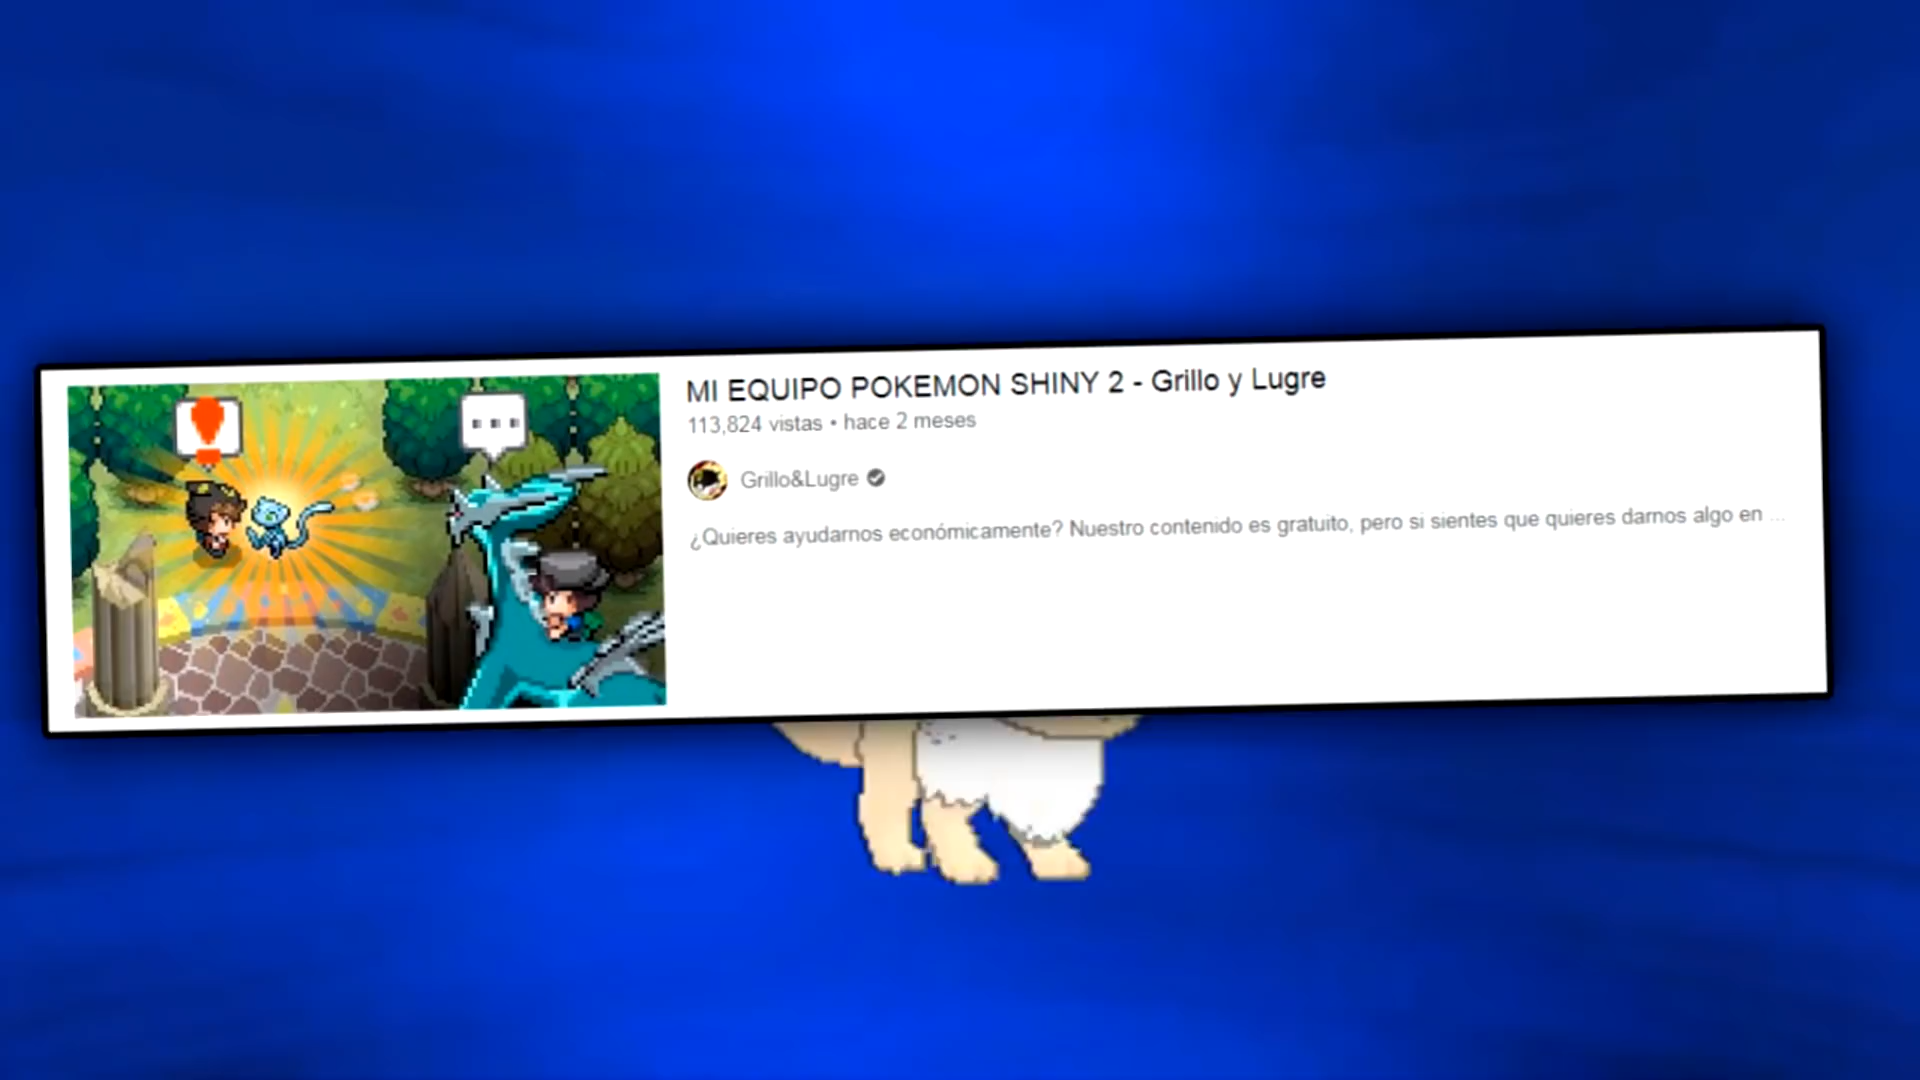 MI EQUIPO POKEMON SHINY 2 - Grillo y Lugre
113,824 vistas • hace 2 meses
Grillo&Lugre
¿Quieres ayudarnos económicamente? Nuestro contenido es gratuito, pero si sientes que quieres darnos algo en ...